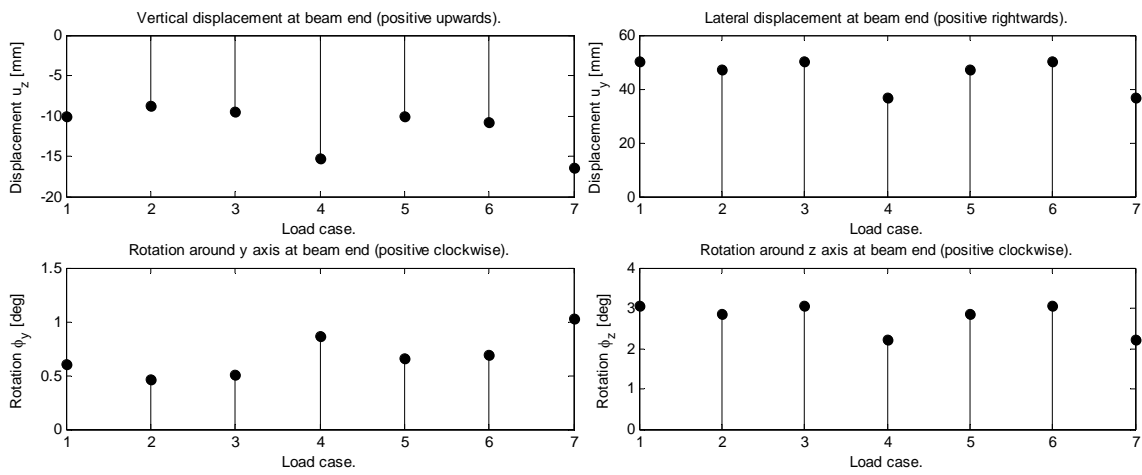 Vertical displacement at beam end (positive upwards).
Displacement u_z [mm]
0
-5
-10
-15
-20
1 2 3 4 5 6 7
Load case.
Lateral displacement at beam end (positive rightwards).
Displacement u_y [mm]
60
40
20
0
1 2 3 4 5 6 7
Load case.
Rotation around y axis at beam end (positive clockwise).
Rotation ϕ_y [deg]
1.5
1
0.5
0
1 2 3 4 5 6 7
Load case.
Rotation around z axis at beam end (positive clockwise).
Rotation ϕ_z [deg]
4
3
2
1
0
1 2 3 4 5 6 7
Load case.